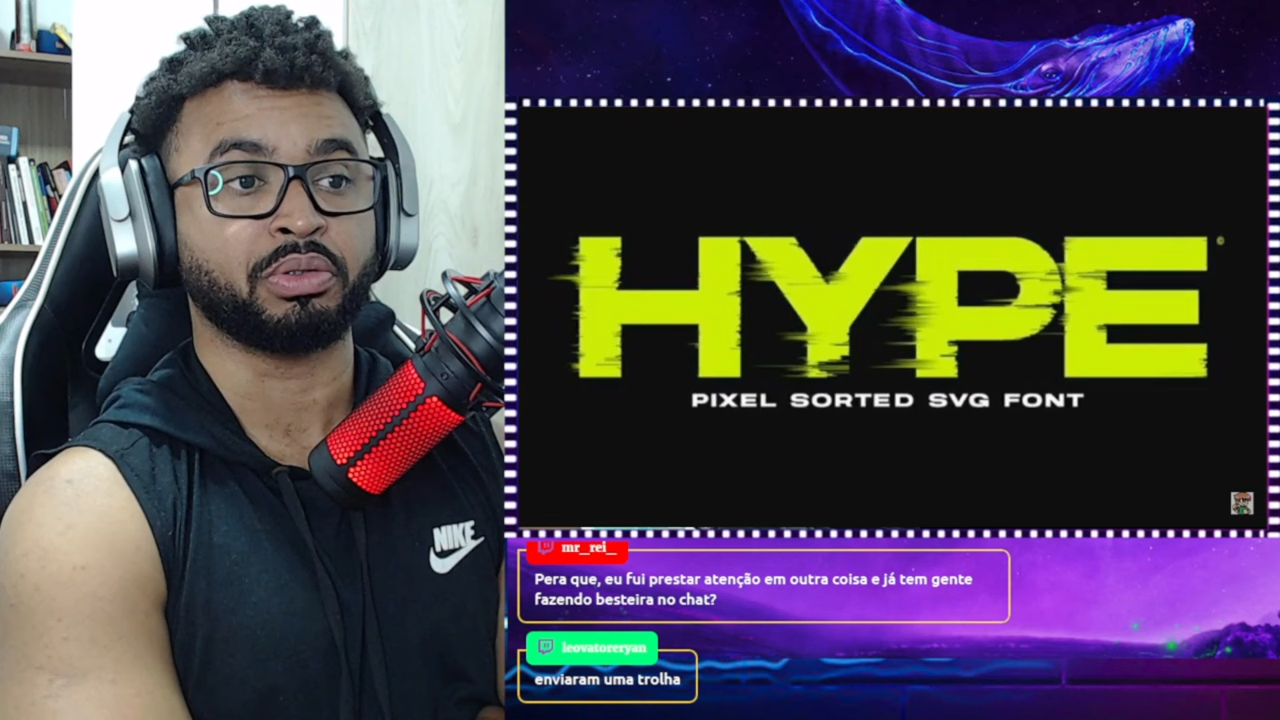 HYPE
PIXEL SORTED SVG FONT
NIKE
mr_rei_
Pera que, eu fui prestar atenção em outra coisa e já tem gente
fazendo besteira no chat?
leovatoreryan
enviaram uma trolha